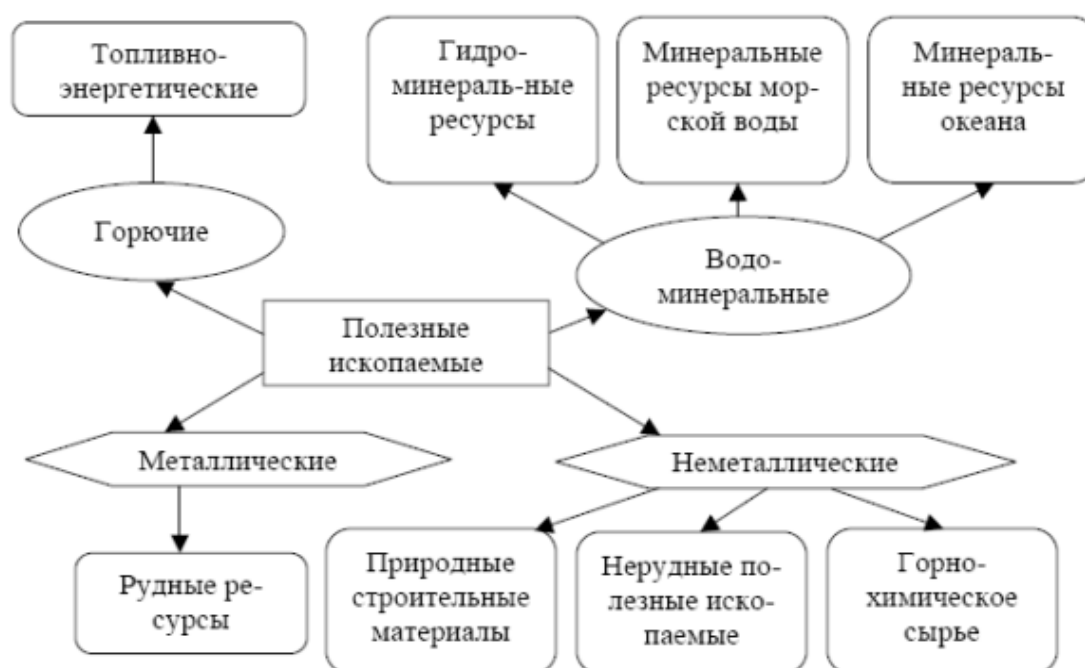 Топливно-
энергетические
Гидро-
минераль-ные
ресурсы
Минеральные
ресурсы мор-
ской воды
Минераль-
ные ресурсы
океана
Горючие
Водо-
минеральные
Полезные
ископаемые
Металлические
Неметаллические
Рудные ре-
сурсы
Природные
строительные
материалы
Нерудные по-
лезные иско-
паемые
Горно-
химическое
сырье